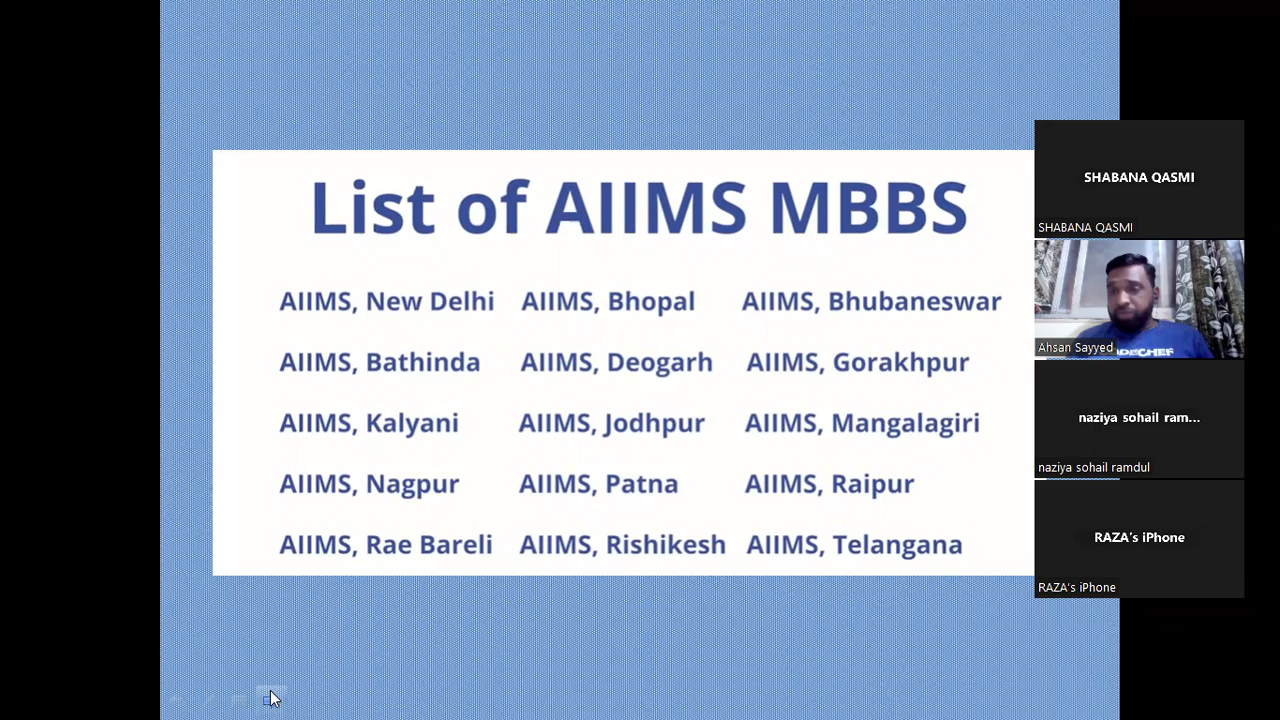 List of AIIMS MBBS
AIIMS, New Delhi AIIMS, Bhopal AIIMS, Bhubaneswar
AIIMS, Bathinda AIIMS, Deogarh AIIMS, Gorakhpur
AIIMS, Kalyani AIIMS, Jodhpur AIIMS, Mangalagiri
AIIMS, Nagpur AIIMS, Patna AIIMS, Raipur
AIIMS, Rae Bareli AIIMS, Rishikesh AIIMS, Telangana
SHABANA QASMI
SHABANA QASMI
Ahsan Sayyed
naziya sohail ram...
naziya sohail ramdul
RAZA's iPhone
RAZA's iPhone